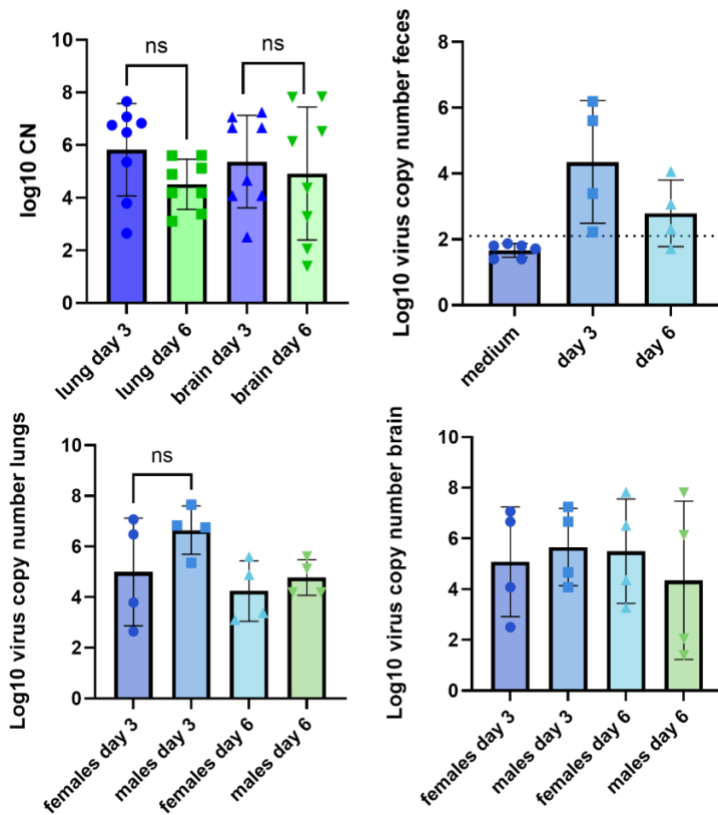 log10 CN
10
8
6
4
2
0
ns
ns
lung day 3
lung day 6
brain day 3
brain day 6
Log10 virus copy number feces
8
6
4
2
0
medium
day 3
day 6
Log10 virus copy number lungs
10
8
6
4
2
0
ns
females day 3
males day 3
females day 6
males day 6
Log10 virus copy number brain
10
8
6
4
2
0
females day 3
males day 3
females day 6
males day 6